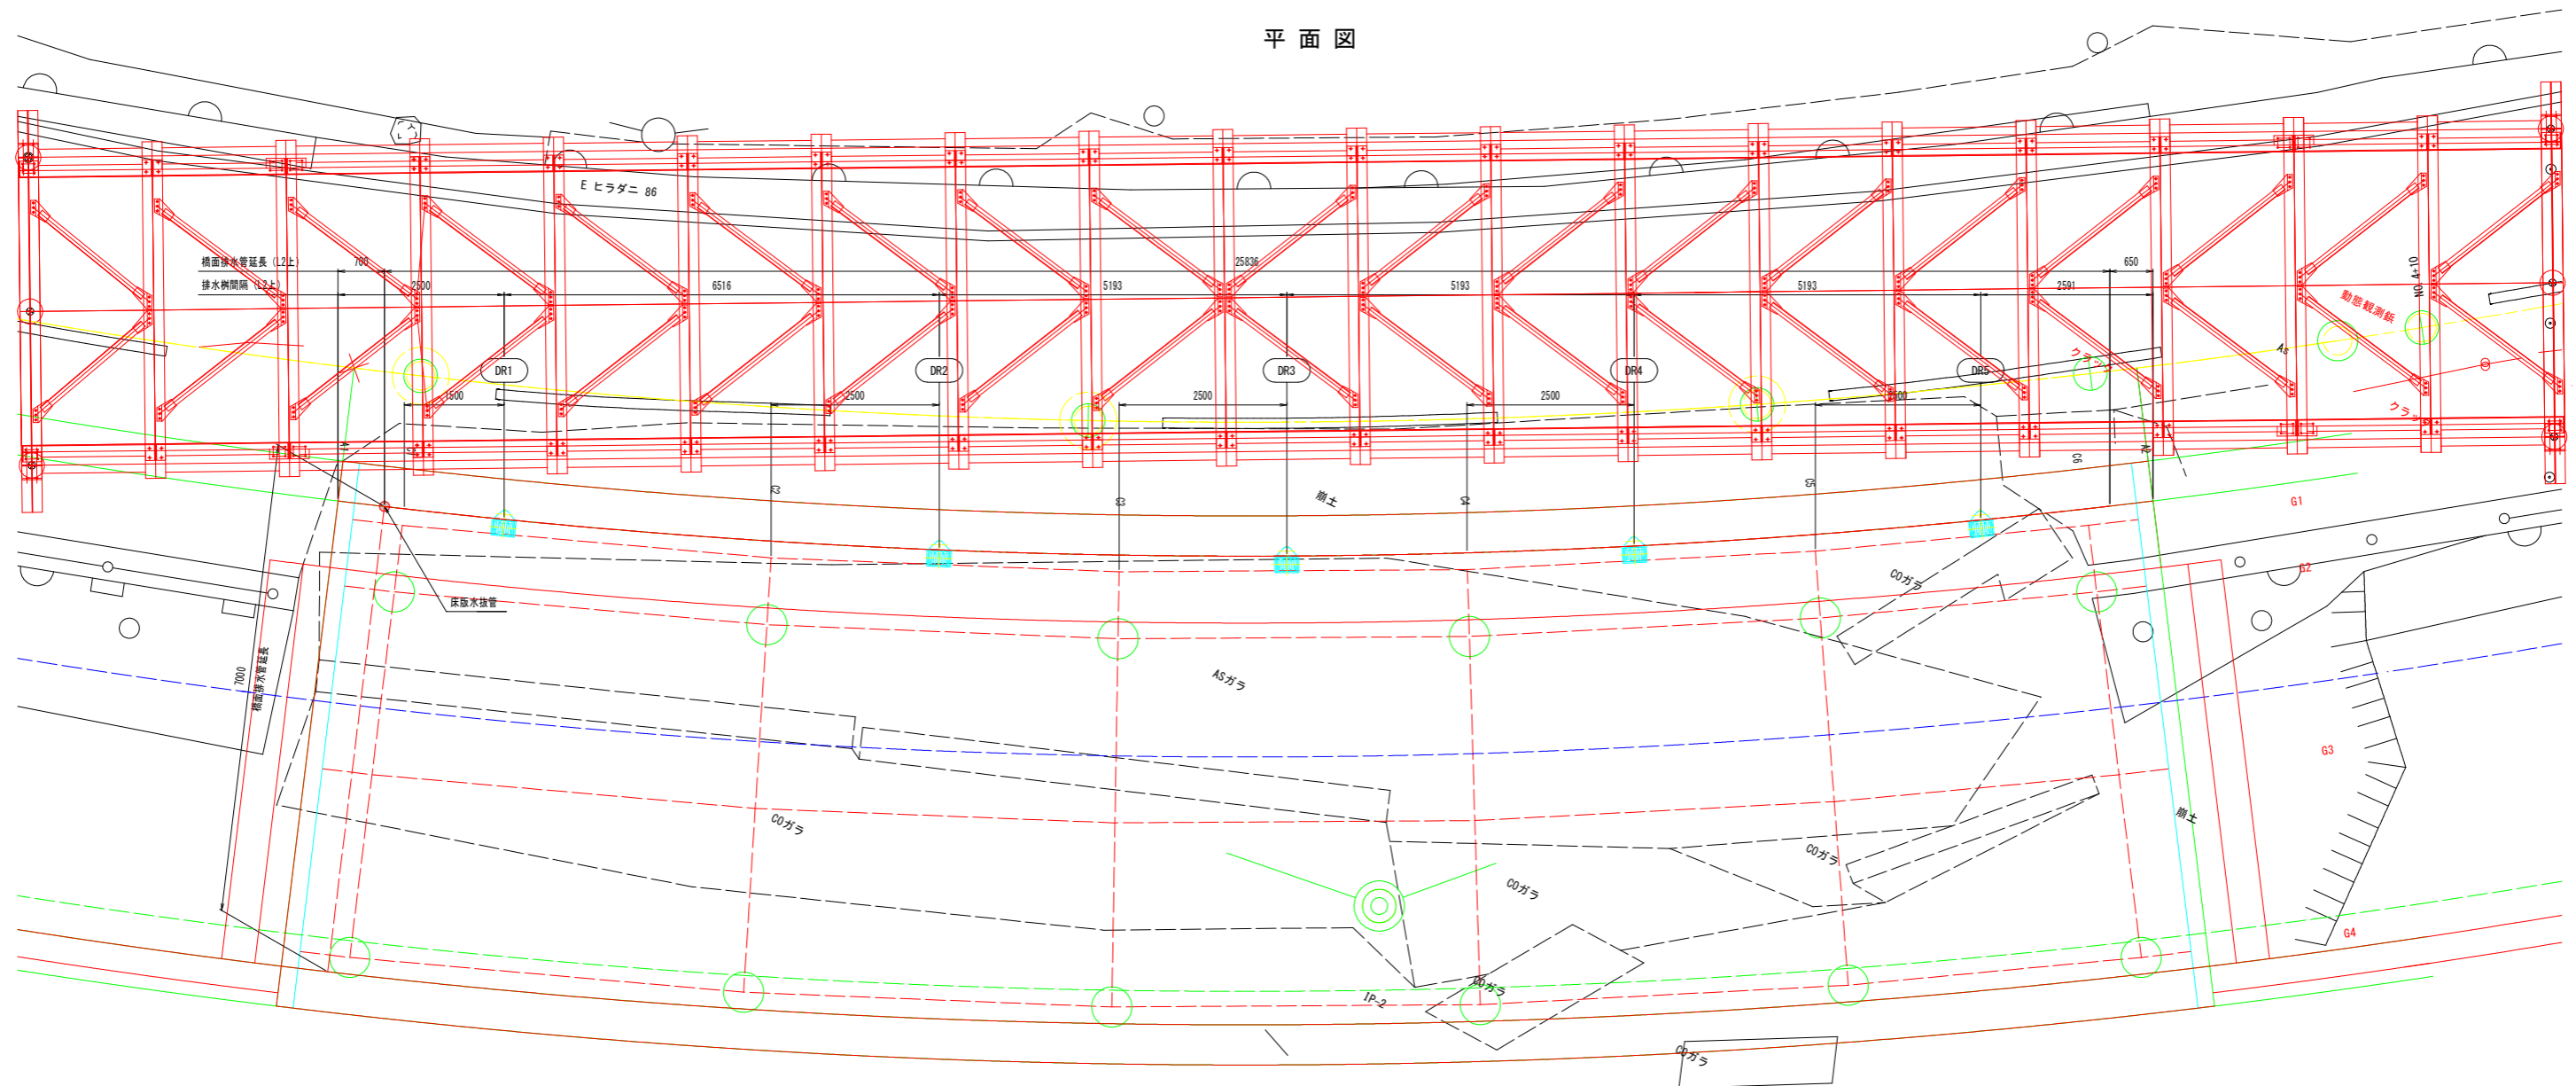 平面図
E ヒラダニ 86
橋面排水管延長 (L2上)
700
25836
650
排水桝間隔 (L2上)
2500
6516
5193
5193
5193
2591
NO.4+10
動態観測鋲
クラック
As
DR1
DR2
DR3
DR4
DR5
1500
2500
2500
2500
クラック
崩土
C3
C4
C5
C6
G1
床版水抜管
COガラ
G2
7000
橋面排水管延長
ASガラ
G3
COガラ
COガラ
崩土
COガラ
G4
COガラ
IP-2
COガラ